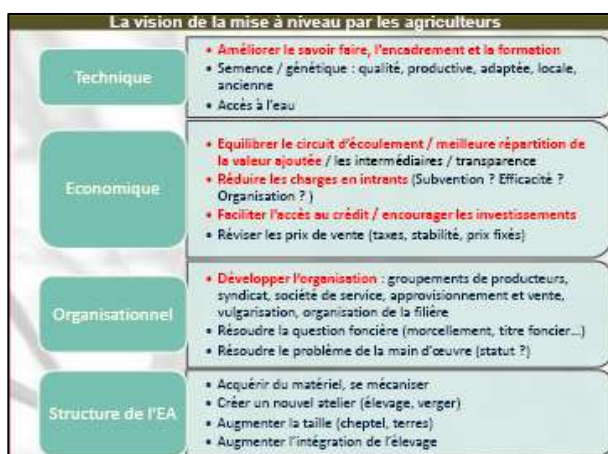 La vision de la mise à niveau par les agriculteurs
Technique
• Améliorer le savoir faire, l'encadrement et la formation
• Semence / génétique : qualité, productive, adaptée, locale,
ancienne
• Accès à l'eau
Economique
• Equilibrer le circuit d'écoulement / meilleure répartition
de la valeur ajoutée / les intermédiaires / transparence
• Réduire les charges en intrants (Subvention ? Efficacité ?
Organisation ? )
• Faciliter l'accès au crédit / encourager les investissements
• Réviser les prix de vente (taxes, stabilité, prix fixés)
Organisationnel
• Développer l'organisation : groupements de producteurs,
syndicat, société de service, approvisionnement et vente,
vulgarisation, organisation de la filière
• Résoudre la question foncière (morcellement, titre foncier...)
• Résoudre le problème de la main d'œuvre (statut ?)
Structure de l'EA
• Acquérir du matériel, se mécaniser
• Créer un nouvel atelier (élevage, verger)
• Augmenter la taille (cheptel, terres)
• Augmenter l'intégration de l'élevage